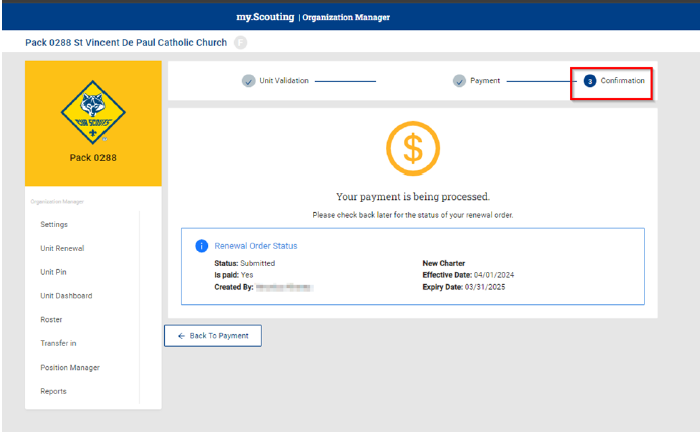 my.Scouting | Organization Manager
Pack 0288 St Vincent De Paul Catholic Church
Unit Validation
Payment
3 Confirmation
CUB SCOUTS
Pack 0288
$
Your payment is being processed.
Please check back later for the status of your renewal order.
Organization Manager
Settings
Unit Renewal
Unit Pin
Unit Dashboard
Roster
Transfer in
Position Manager
Reports
i Renewal Order Status
Status: Submitted
Is paid: Yes
Created By:
New Charter
Effective Date: 04/01/2024
Expiry Date: 03/31/2025
← Back To Payment